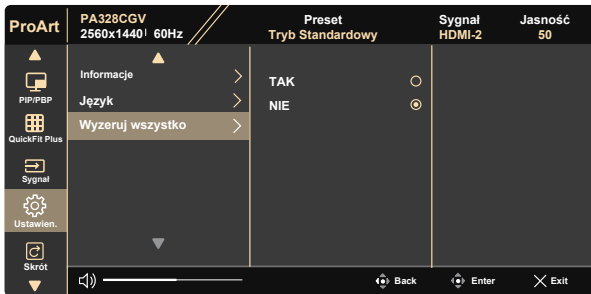 ProArt
PA328CGV
2560x1440 60Hz
Preset
Tryb Standardowy
Sygnał
HDMI-2
Jasność
50
PIP/PBP
QuickFit Plus
Sygnał
Ustawien.
Skrót
Informacje
Język
Wyzeruj wszystko
TAK
NIE
Back
Enter
Exit